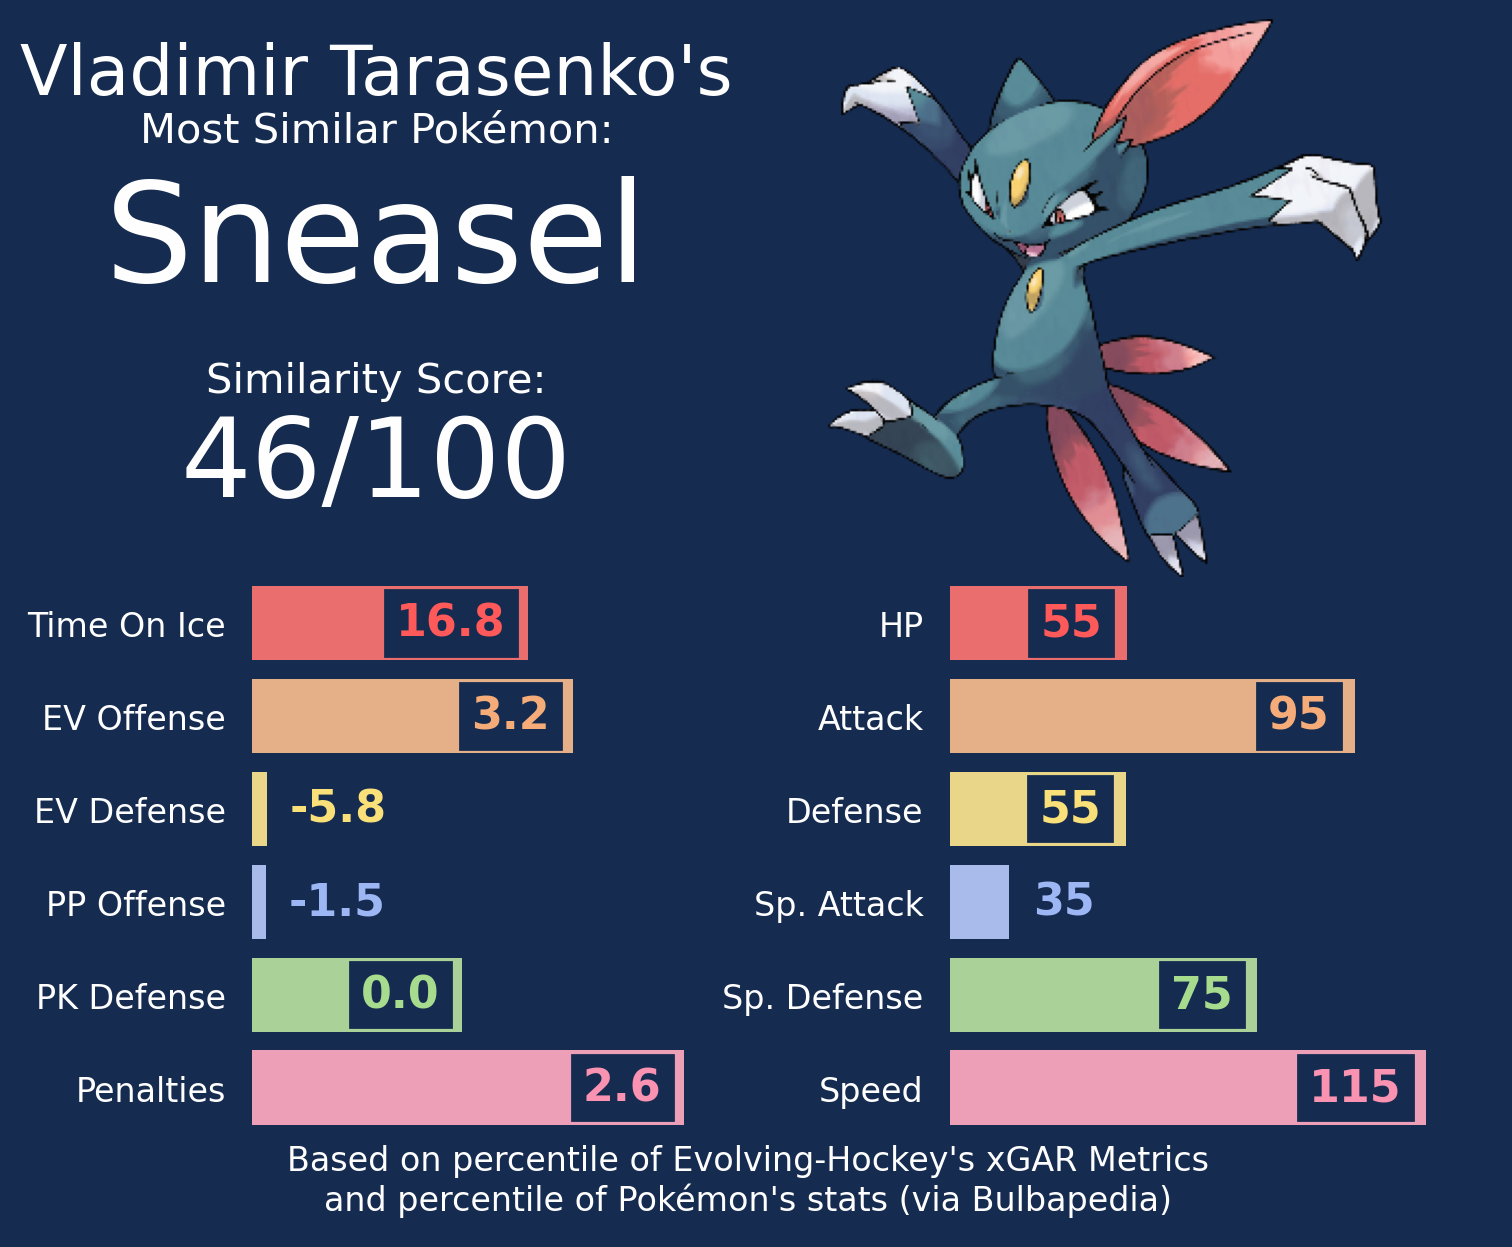 Vladimir Tarasenko's
Most Similar Pokémon:
Sneasel
Similarity Score:
46/100
Time On Ice 16.8
EV Offense 3.2
EV Defense -5.8
PP Offense -1.5
PK Defense 0.0
Penalties 2.6
HP 55
Attack 95
Defense 55
Sp. Attack 35
Sp. Defense 75
Speed 115
Based on percentile of Evolving-Hockey's xGAR Metrics
and percentile of Pokémon's stats (via Bulbapedia)